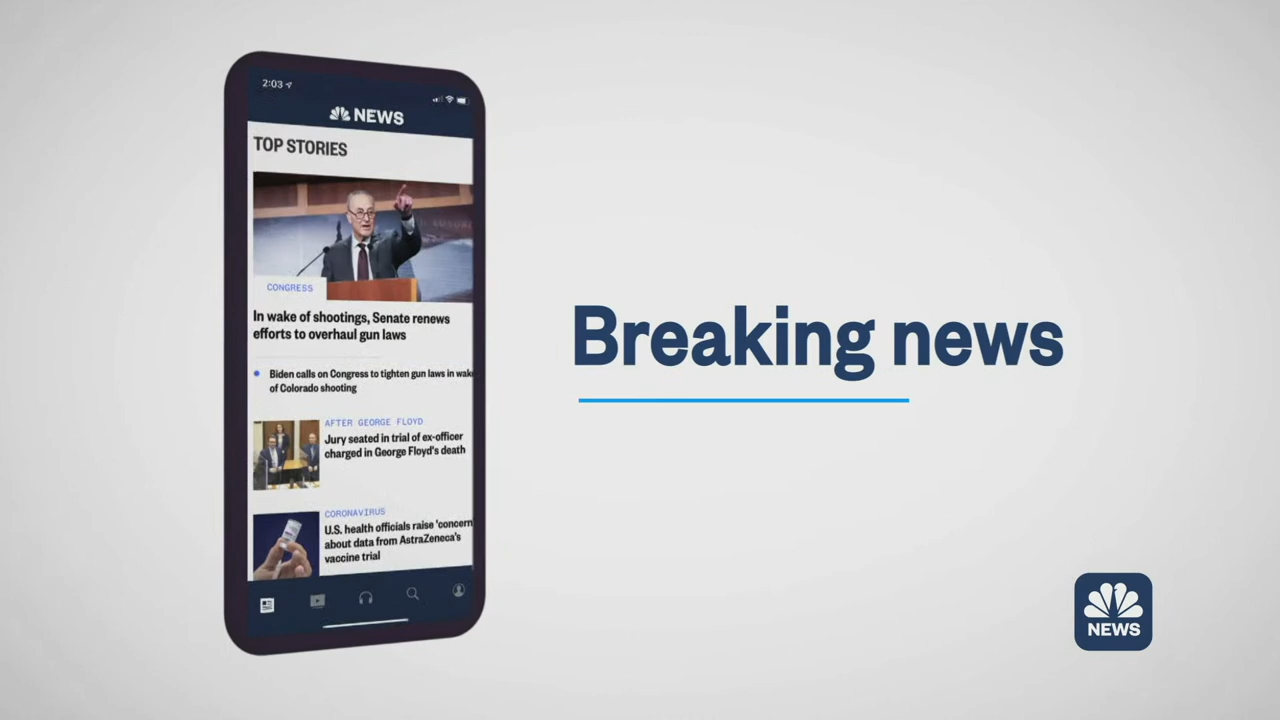 2:03
NEWS
TOP STORIES
CONGRESS
In wake of shootings, Senate renews
efforts to overhaul gun laws
Biden calls on Congress to tighten gun laws in wake
of Colorado shooting
AFTER GEORGE FLOYD
Jury seated in trial of ex-officer
charged in George Floyd's death
CORONAVIRUS
U.S. health officials raise 'concern
about data from AstraZeneca's
vaccine trial
Breaking news
NEWS